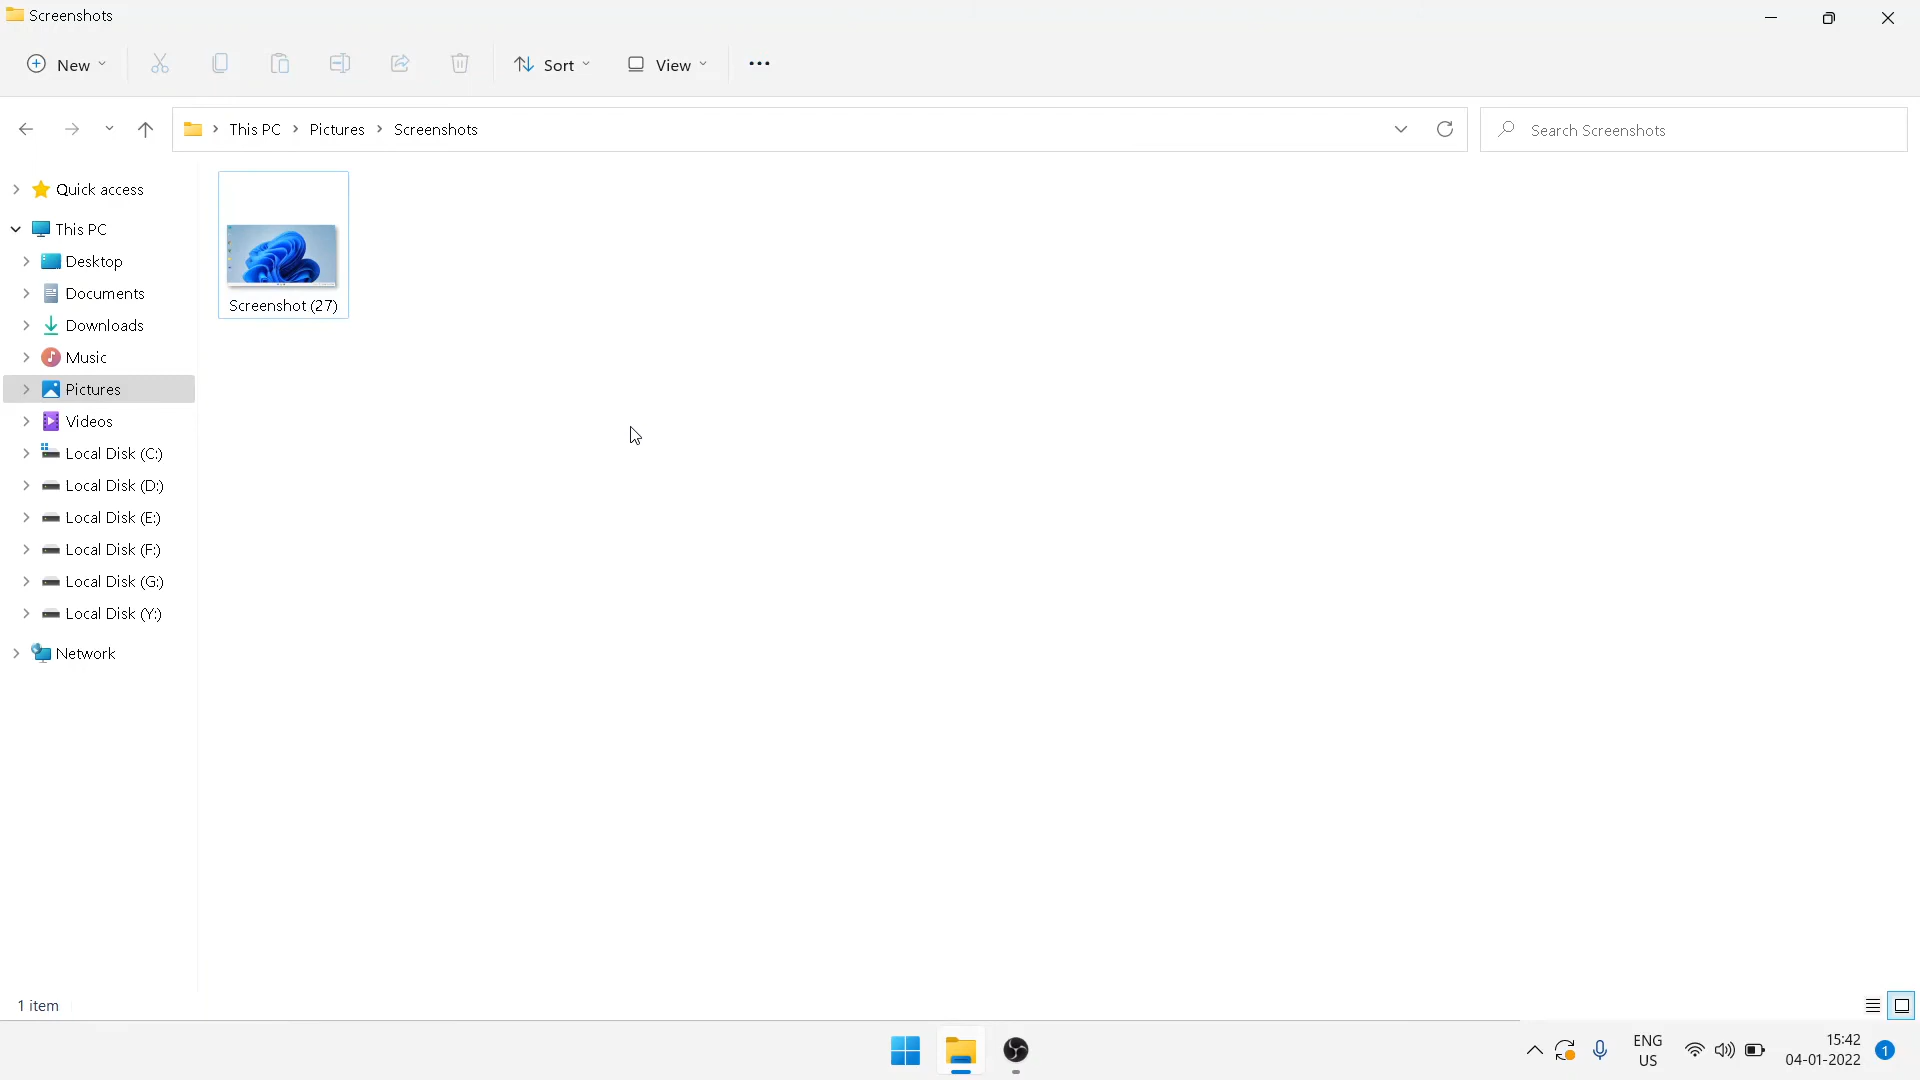 Screenshots
New
Sort
View
This PC
Pictures
Screenshots
Search Screenshots
Quick access
This PC
Desktop
Documents
Downloads
Music
Pictures
Videos
Local Disk (C:)
Local Disk (D:)
Local Disk (E:)
Local Disk (F:)
Local Disk (G:)
Local Disk (Y:)
Network
Screenshot (27)
1 item
ENG
US
15:42
04-01-2022
1